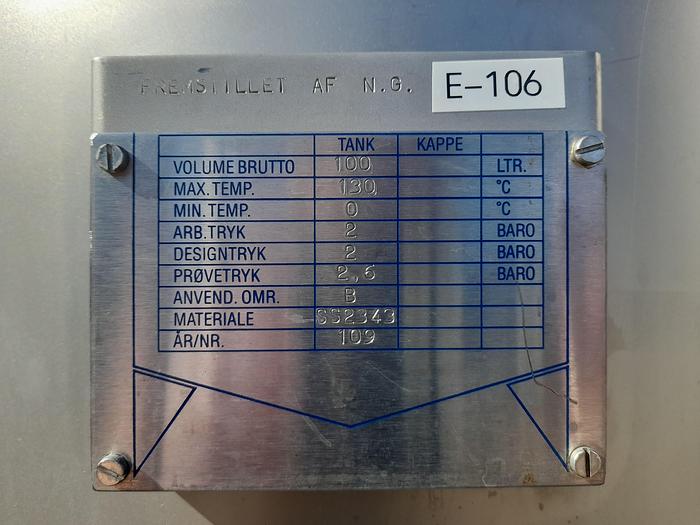 FREMSTILLET AF N.G. E-106
TANK KAPPE
VOLUME BRUTTO 100 LTR.
MAX. TEMP. 130 °C
MIN. TEMP. 0 °C
ARB. TRYK 2 BARO
DESIGNTRYK 2 BARO
PRØVETRYK 2,6 BARO
ANVEND. OMR. B
MATERIALE SS2343
ÅR/NR. 109